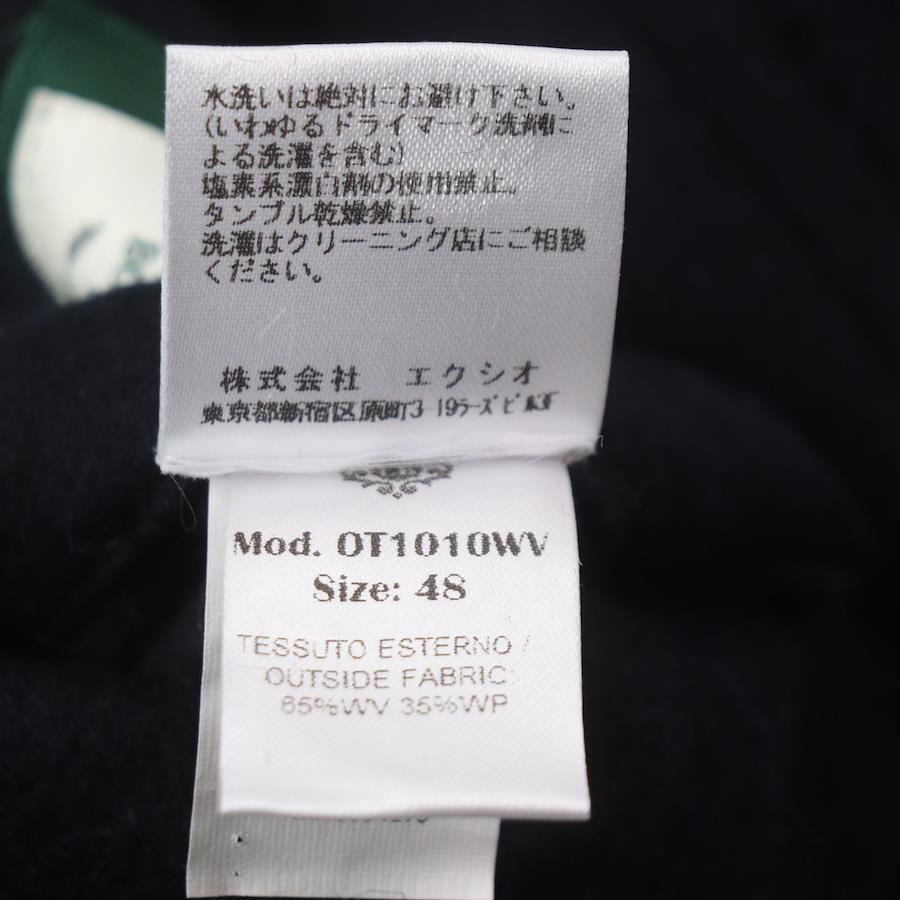 水洗いは絶対にお避け下さい。
(いわゆるドライマーク洗剤に
よる洗濯を含む)
塩素系漂白剤の使用禁止。
タンブル乾燥禁止。
洗濯はクリーニング店にご相談
ください。
株式会社 エクシオ
東京都新宿区原町3-19ﾗｰｽﾞﾋﾞﾙ
Mod. OT1010WV
Size: 48
TESSUTO ESTERNO /
OUTSIDE FABRIC:
65%WV 35%WP